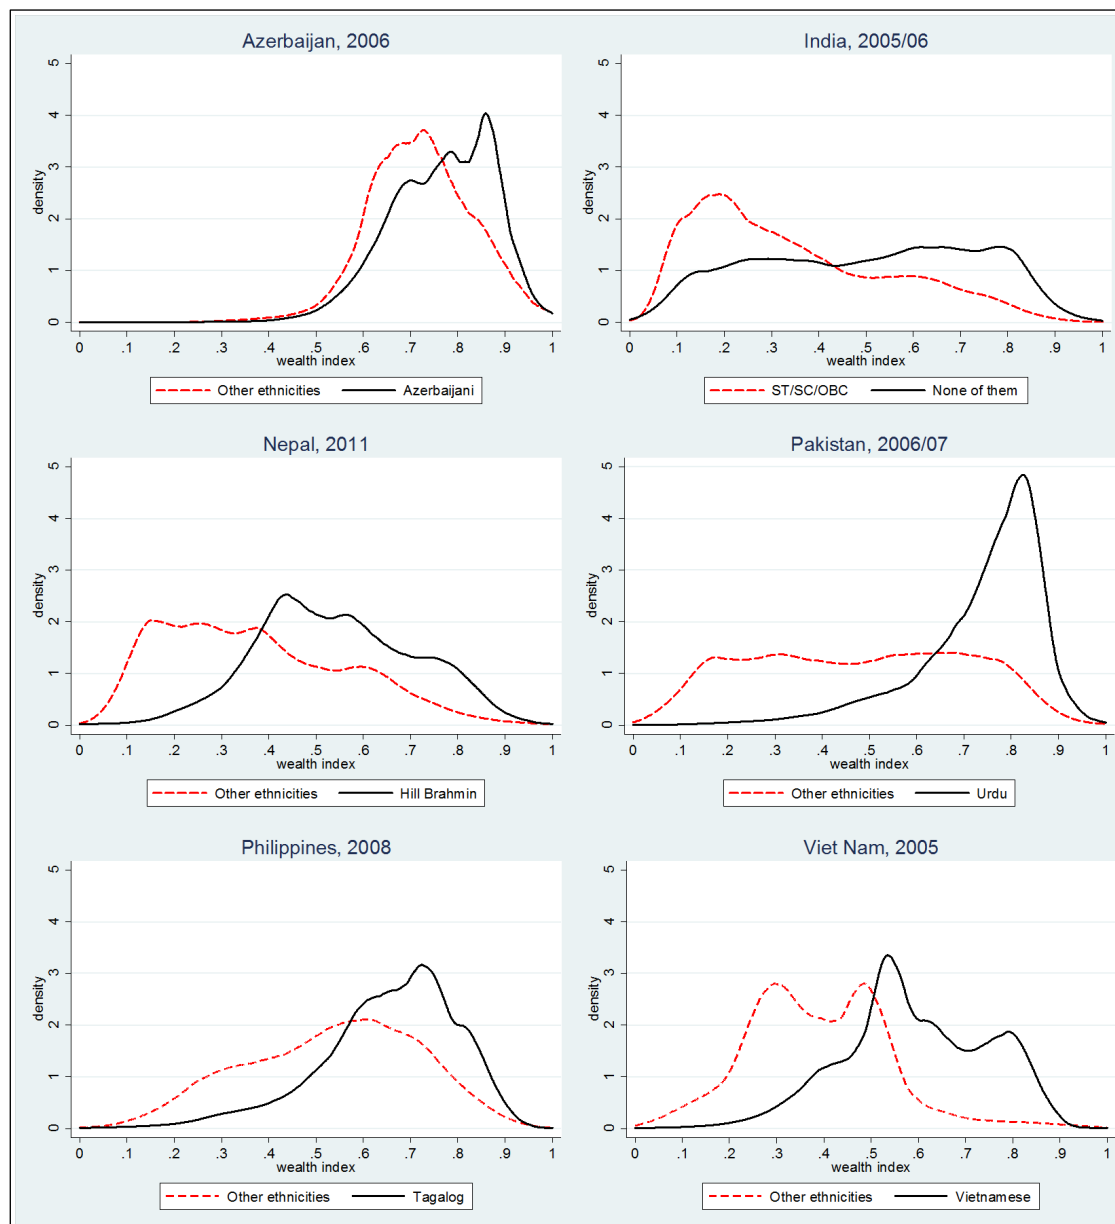 Azerbaijan, 2006
density
0 1 2 3 4 5
0 .1 .2 .3 .4 .5 .6 .7 .8 .9 1
wealth index
Other ethnicities Azerbaijani
India, 2005/06
density
0 1 2 3 4 5
0 .1 .2 .3 .4 .5 .6 .7 .8 .9 1
wealth index
ST/SC/OBC None of them
Nepal, 2011
density
0 1 2 3 4 5
0 .1 .2 .3 .4 .5 .6 .7 .8 .9 1
wealth index
Other ethnicities Hill Brahmin
Pakistan, 2006/07
density
0 1 2 3 4 5
0 .1 .2 .3 .4 .5 .6 .7 .8 .9 1
wealth index
Other ethnicities Urdu
Philippines, 2008
density
0 1 2 3 4 5
0 .1 .2 .3 .4 .5 .6 .7 .8 .9 1
wealth index
Other ethnicities Tagalog
Viet Nam, 2005
density
0 1 2 3 4 5
0 .1 .2 .3 .4 .5 .6 .7 .8 .9 1
wealth index
Other ethnicities Vietnamese